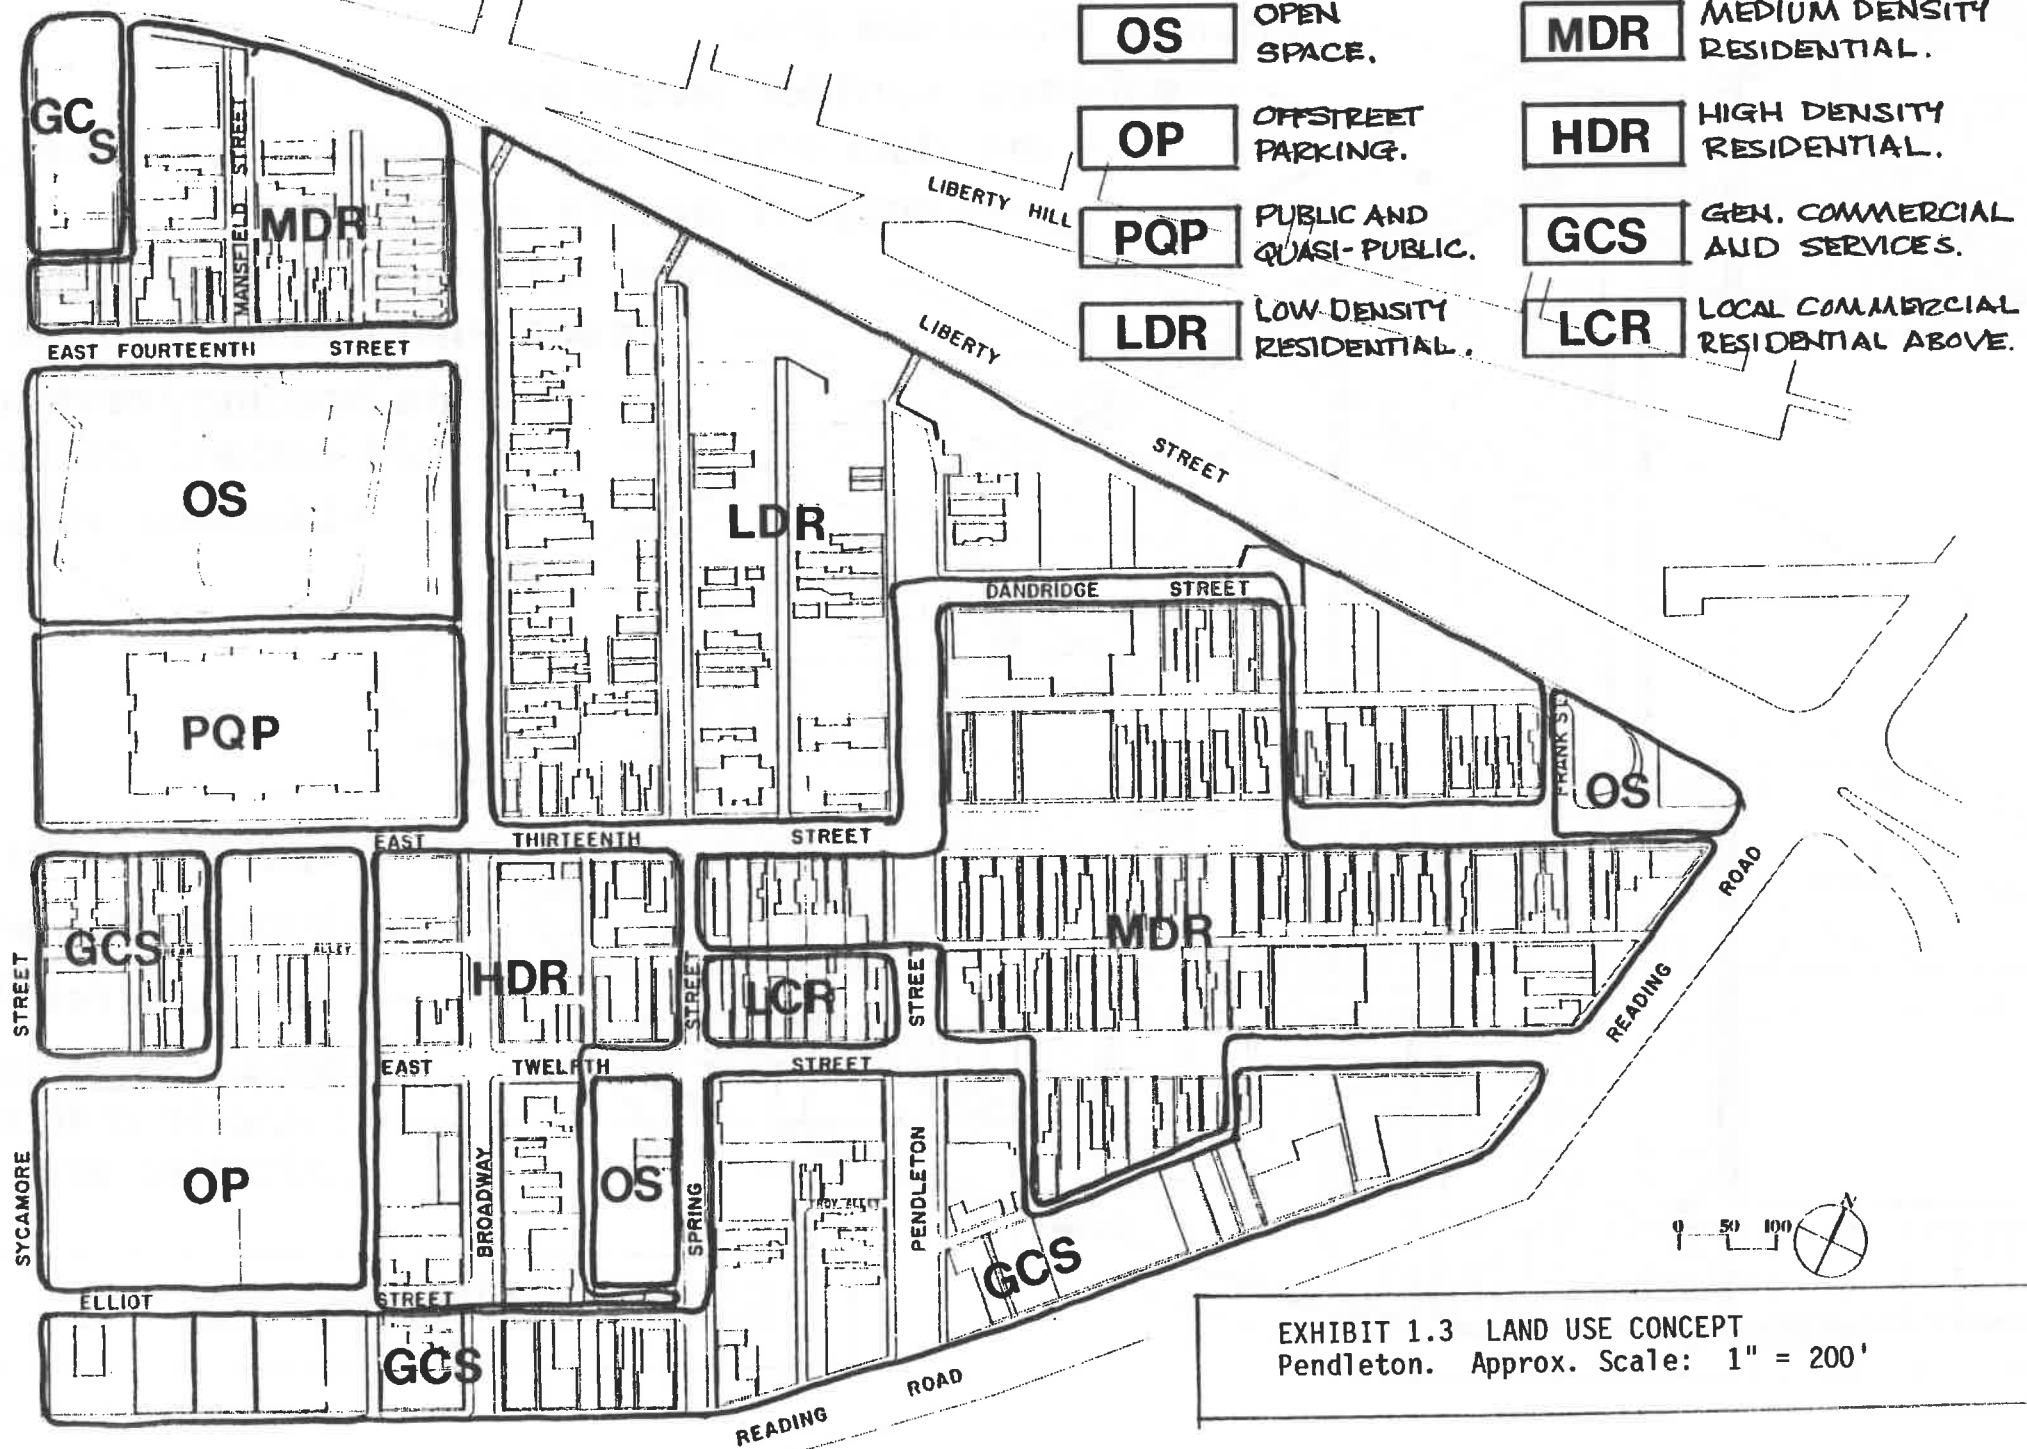 OS
OPEN
SPACE.
MDR
MEDIUM DENSITY
RESIDENTIAL.
OP
OFFSTREET
PARKING.
HDR
HIGH DENSITY
RESIDENTIAL.
PQP
PUBLIC AND
QUASI-PUBLIC.
GCS
GEN. COMMERCIAL
AND SERVICES.
LDR
LOW DENSITY
RESIDENTIAL.
LCR
LOCAL COMMERCIAL
RESIDENTIAL ABOVE.
GCS
MANSFIELD STREET
MDR
LIBERTY HILL
EAST FOURTEENTH STREET
LIBERTY STREET
OS
LDR
DANDRIDGE STREET
PQP
FRANK ST.
OS
EAST THIRTEENTH STREET
READING ROAD
GCS
ALLEY
HDR
LCR
MDR
STREET
STREET
STREET
EAST TWELFTH STREET
OP
OS
SYCAMORE
BROADWAY
SPRING
PENDLETON
TROY ALLEY
GCS
ELLIOT STREET
GCS
READING ROAD
0 50 100
N
EXHIBIT 1.3 LAND USE CONCEPT
Pendleton. Approx. Scale: 1" = 200'